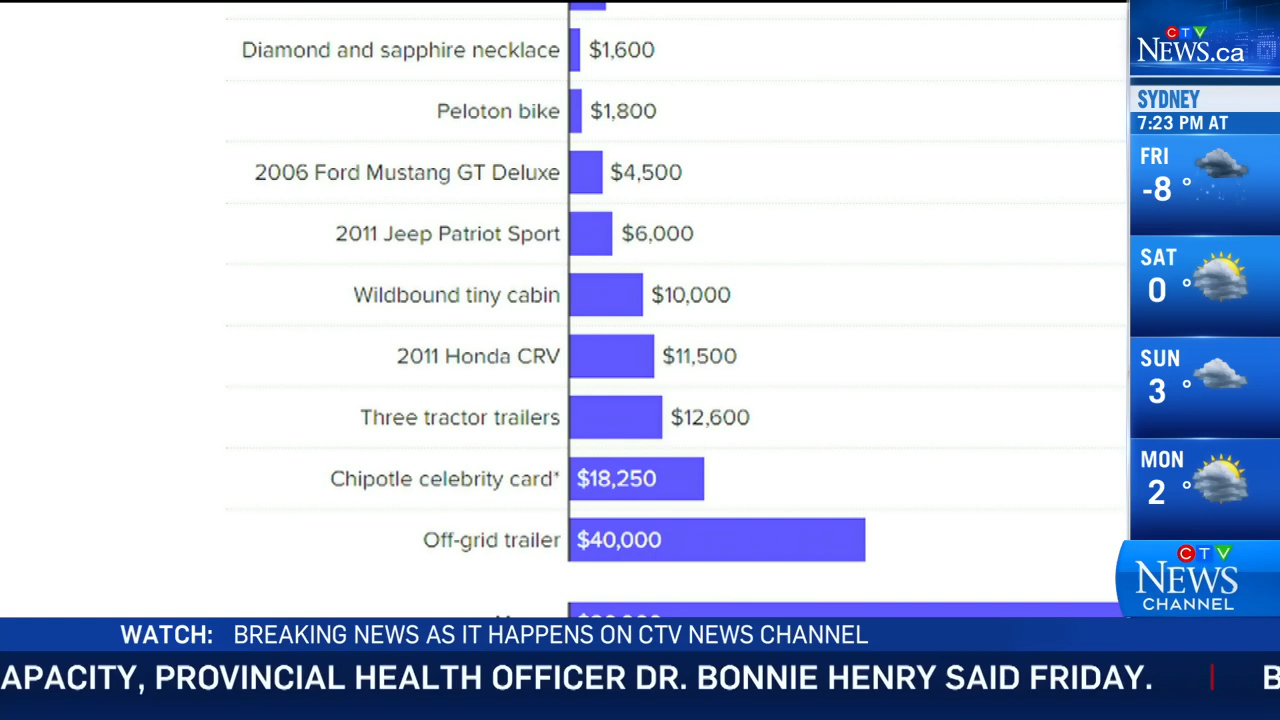 Diamond and sapphire necklace $1,600
Peloton bike $1,800
2006 Ford Mustang GT Deluxe $4,500
2011 Jeep Patriot Sport $6,000
Wildbound tiny cabin $10,000
2011 Honda CRV $11,500
Three tractor trailers $12,600
Chipotle celebrity card* $18,250
Off-grid trailer $40,000
CTV
NEWS.ca
SYDNEY
7:23 PM AT
FRI
-8°
SAT
0°
SUN
3°
MON
2°
CTV
NEWS
CHANNEL
WATCH: BREAKING NEWS AS IT HAPPENS ON CTV NEWS CHANNEL
APACITY, PROVINCIAL HEALTH OFFICER DR. BONNIE HENRY SAID FRIDAY. | B